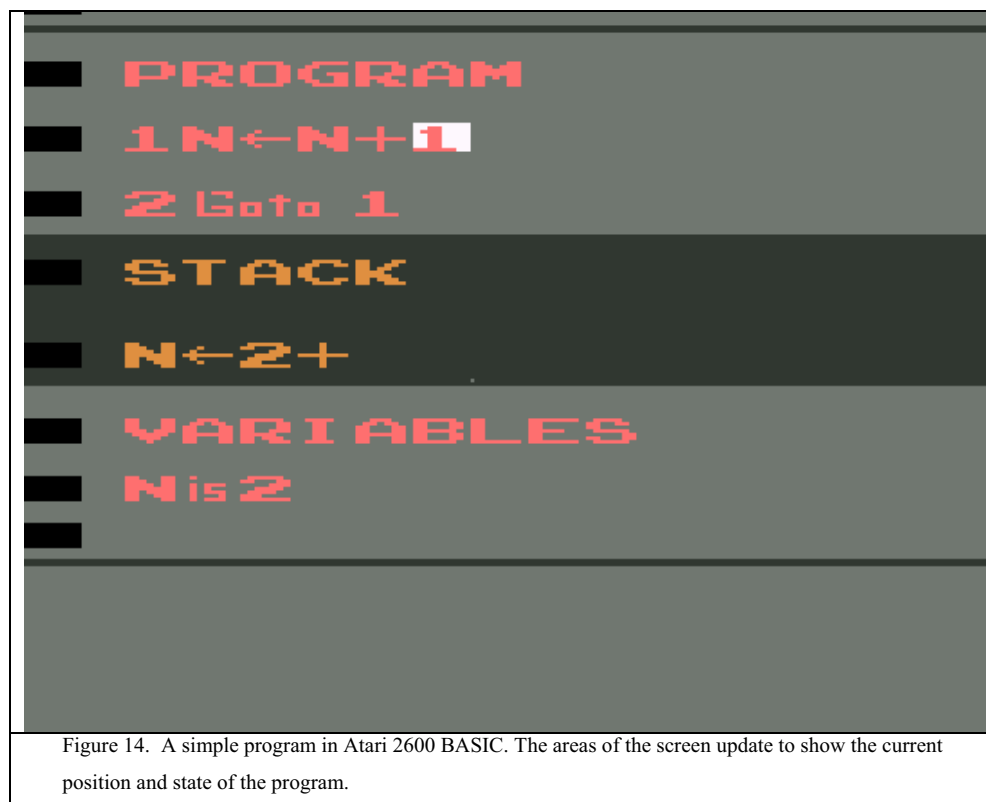 PROGRAM
1 N←N+1
2 Goto 1
STACK
N←2+
VARIABLES
N is 2
Figure 14. A simple program in Atari 2600 BASIC. The areas of the screen update to show the current
position and state of the program.